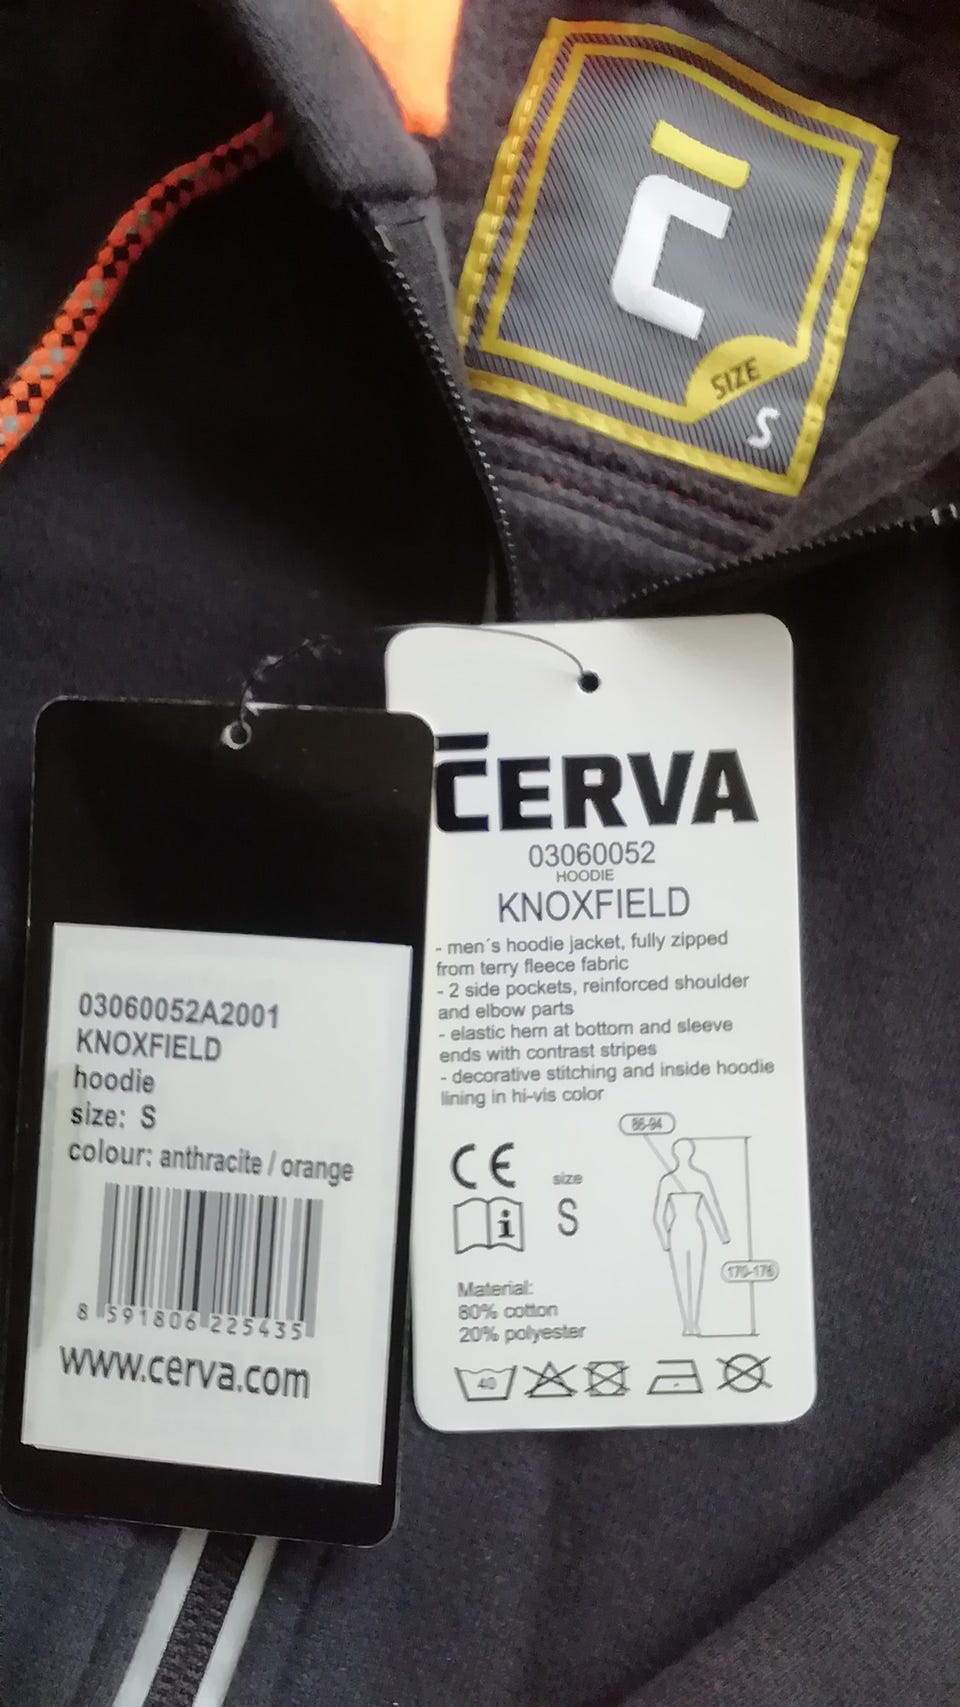 SIZE
S
ČERVA
03060052
HOODIE
KNOXFIELD
- men´s hoodie jacket, fully zipped
from terry fleece fabric
- 2 side pockets, reinforced shoulder
and elbow parts
- elastic hem at bottom and sleeve
ends with contrast stripes
- decorative stitching and inside hoodie
lining in hi-vis color
86-94
CE
size
i
S
170-176
Material:
80% cotton
20% polyester
40
03060052A2001
KNOXFIELD
hoodie
size: S
colour: anthracite / orange
8 591806 225435
www.cerva.com